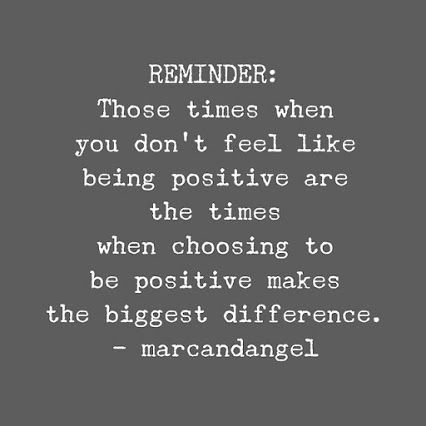 REMINDER:
Those times when
you don't feel like
being positive are
the times
when choosing to
be positive makes
the biggest difference.
- marcandangel